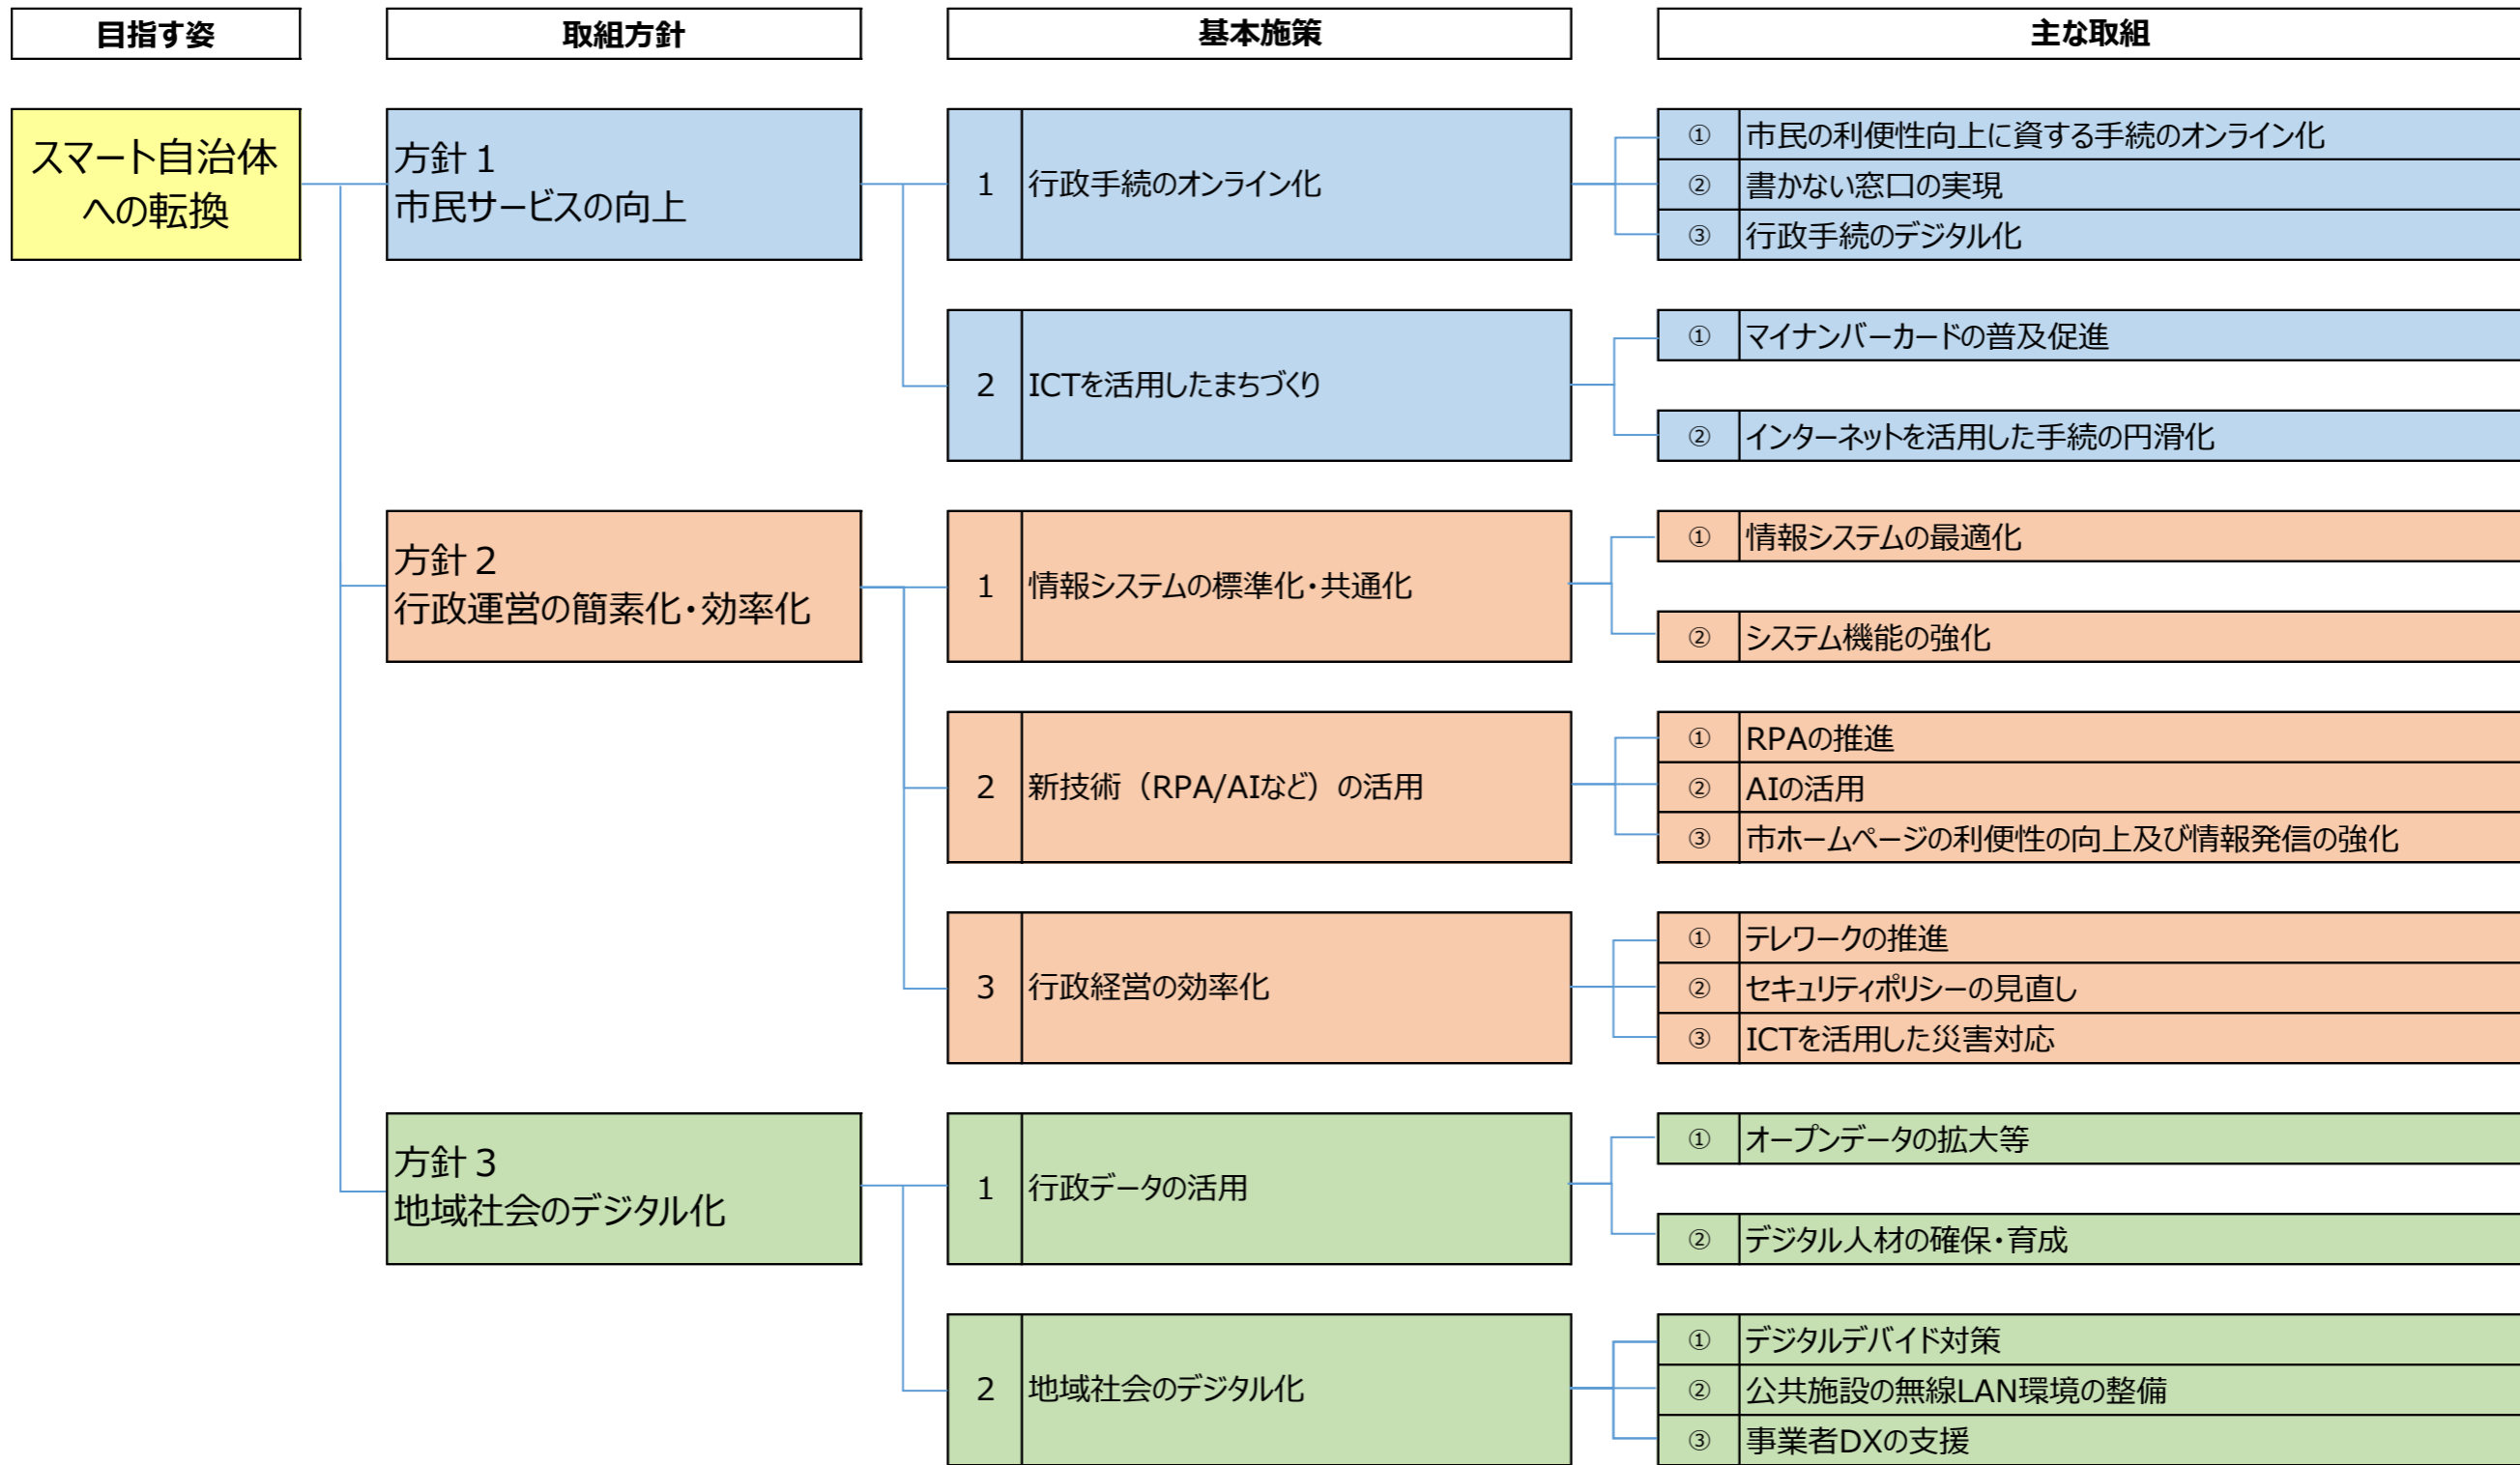 目指す姿
取組方針
基本施策
主な取組
スマート自治体
への転換
方針１
市民サービスの向上
1 行政手続のオンライン化
① 市民の利便性向上に資する手続のオンライン化
② 書かない窓口の実現
③ 行政手続のデジタル化
2 ICTを活用したまちづくり
① マイナンバーカードの普及促進
② インターネットを活用した手続の円滑化
方針２
行政運営の簡素化・効率化
1 情報システムの標準化・共通化
① 情報システムの最適化
② システム機能の強化
2 新技術（RPA/AIなど）の活用
① RPAの推進
② AIの活用
③ 市ホームページの利便性の向上及び情報発信の強化
3 行政経営の効率化
① テレワークの推進
② セキュリティポリシーの見直し
③ ICTを活用した災害対応
方針３
地域社会のデジタル化
1 行政データの活用
① オープンデータの拡大等
② デジタル人材の確保・育成
2 地域社会のデジタル化
① デジタルデバイド対策
② 公共施設の無線LAN環境の整備
③ 事業者DXの支援